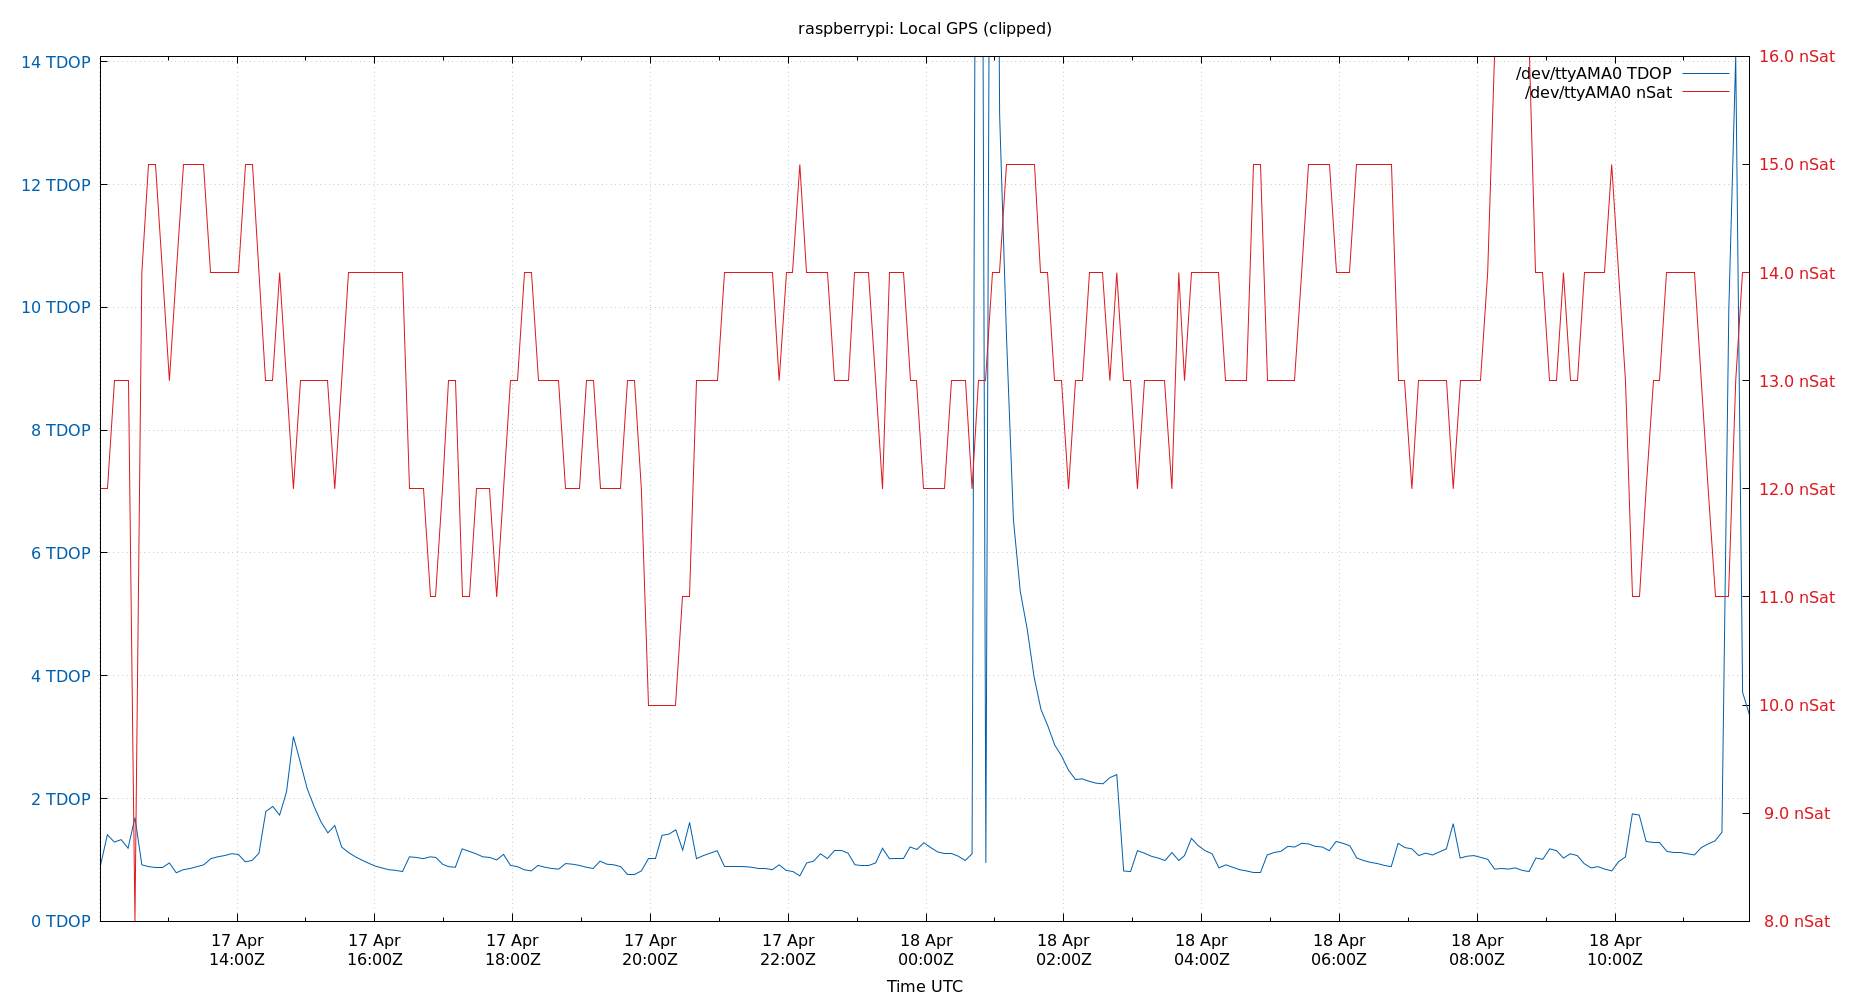 raspberrypi: Local GPS (clipped)
14 TDOP
12 TDOP
10 TDOP
8 TDOP
6 TDOP
4 TDOP
2 TDOP
0 TDOP
/dev/ttyAMA0 TDOP
/dev/ttyAMA0 nSat
16.0 nSat
15.0 nSat
14.0 nSat
13.0 nSat
12.0 nSat
11.0 nSat
10.0 nSat
9.0 nSat
8.0 nSat
17 Apr
14:00Z
17 Apr
16:00Z
17 Apr
18:00Z
17 Apr
20:00Z
17 Apr
22:00Z
18 Apr
00:00Z
18 Apr
02:00Z
18 Apr
04:00Z
18 Apr
06:00Z
18 Apr
08:00Z
18 Apr
10:00Z
Time UTC